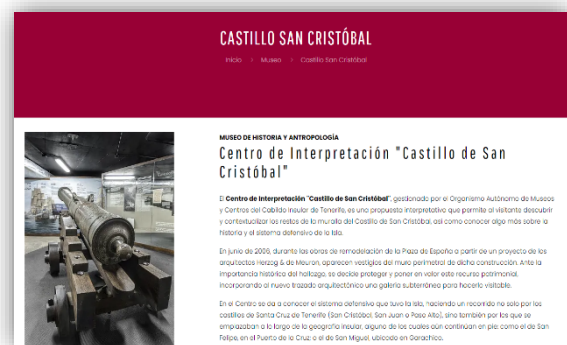 CASTILLO SAN CRISTÓBAL
Inicio > Museo > Castillo San Cristóbal
MUSEO DE HISTORIA Y ANTROPOLOGÍA
Centro de Interpretación "Castillo de San
Cristóbal"
El Centro de Interpretación "Castillo de San Cristóbal", gestionado por el Organismo Autónomo de Museos
y Centros del Cabildo Insular de Tenerife, es una propuesta interpretativa que permite al visitante descubrir
y contextualizar los restos de la muralla del Castillo de San Cristóbal, así como conocer algo más sobre la
historia y el sistema defensivo de la Isla.
En junio de 2006, durante las obras de remodelación de la Plaza de España a partir de un proyecto de los
arquitectos Herzog & de Meuron, aparecen vestigios del muro perimetral de dicha construcción. Ante la
importancia histórica del hallazgo, se decide proteger y poner en valor este recurso patrimonial,
incorporando al nuevo trazado arquitectónico una galería subterránea para hacerlo visitable.
En el Centro se da a conocer el sistema defensivo que tuvo la isla, haciendo un recorrido no solo por los
castillos de Santa Cruz de Tenerife (San Cristóbal, San Juan o Paso Alto), sino también por los que se
emplazaban a lo largo de la geografía insular, alguno de los cuales aún continúan en pie; como el de San
Felipe, en el Puerto de la Cruz; o el de San Miguel, ubicado en Garachico.